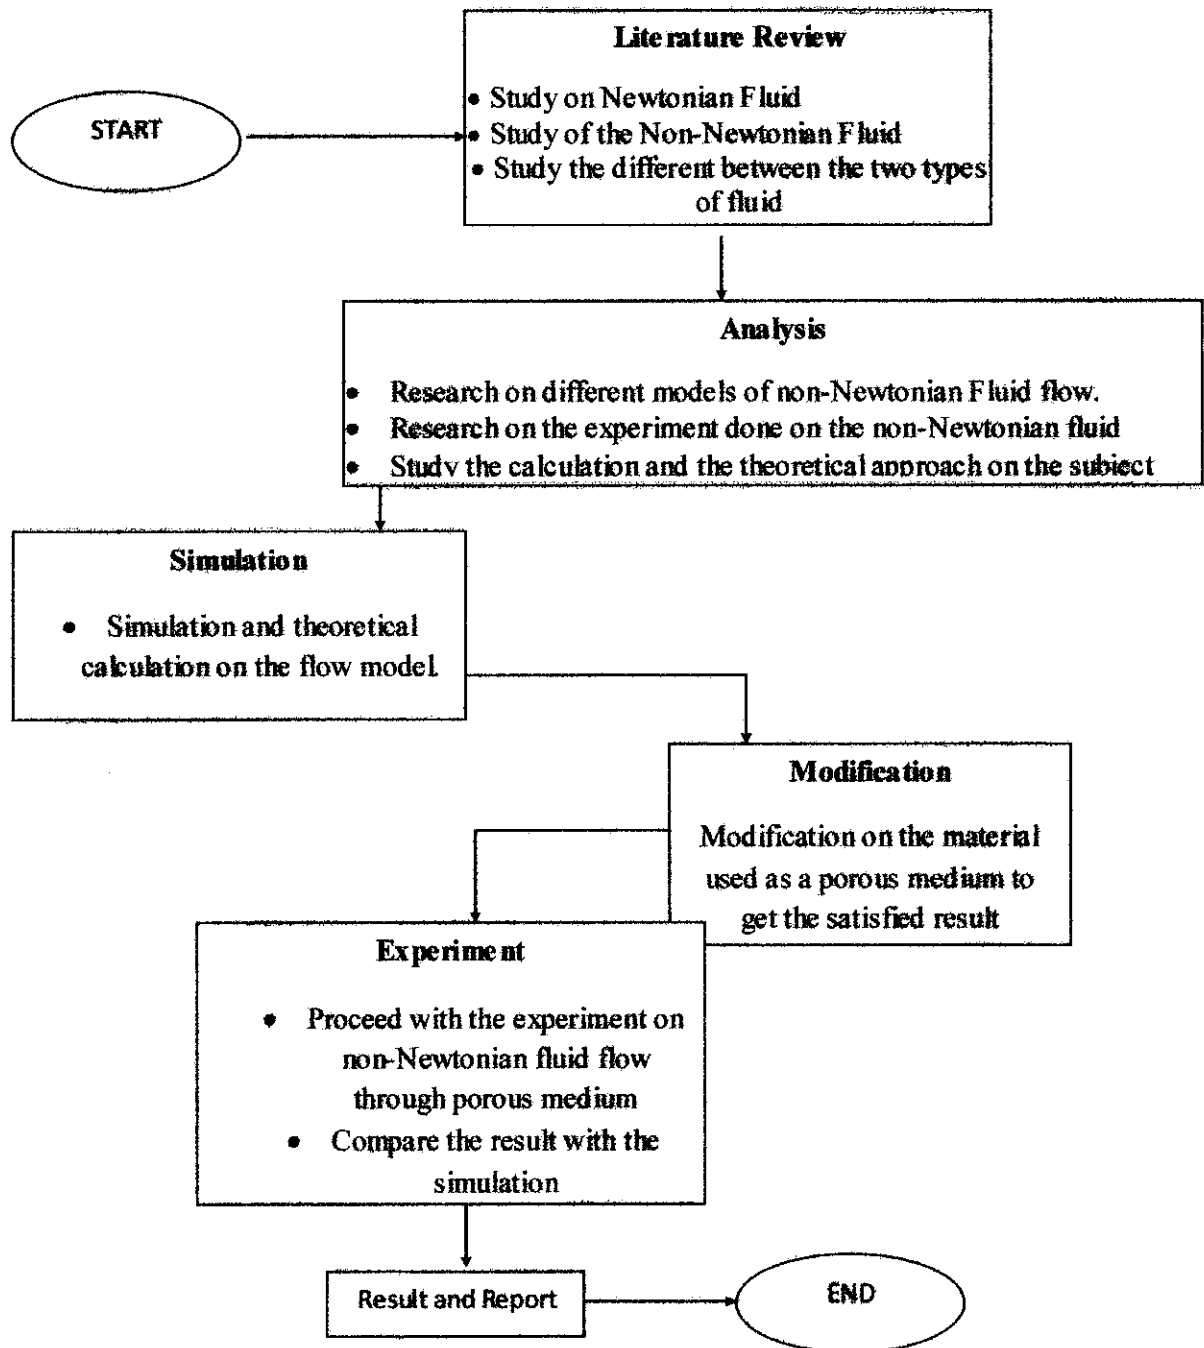 Literature Review
START
• Study on Newtonian Fluid
• Study of the Non-Newtonian Fluid
• Study the different between the two types
of fluid
Analysis
• Research on different models of non-Newtonian Fluid flow.
• Research on the experiment done on the non-Newtonian fluid
• Study the calculation and the theoretical approach on the subject
Simulation
• Simulation and theoretical
calculation on the flow model.
Modification
Modification on the material
used as a porous medium to
get the satisfied result
Experiment
• Proceed with the experiment on
non-Newtonian fluid flow
through porous medium
• Compare the result with the
simulation
Result and Report
END